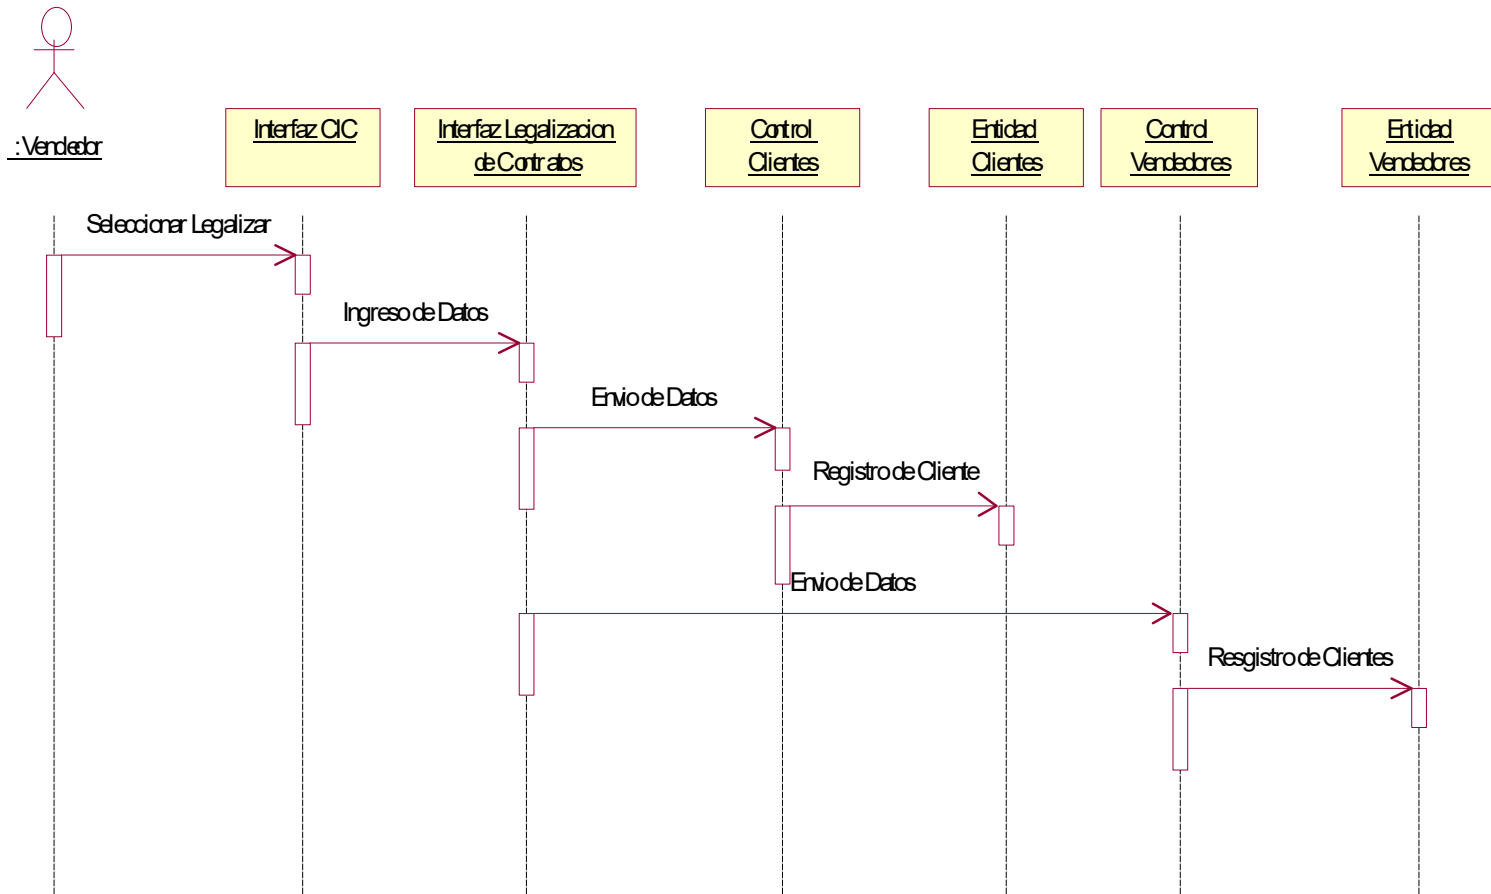 : Vendedor
Interfaz CIC
Interfaz Legalizacion
de Contratos
Control
Clientes
Entidad
Clientes
Control
Vendedores
Entidad
Vendedores
Seleccionar Legalizar
Ingreso de Datos
Envio de Datos
Registro de Cliente
Envio de Datos
Resgistro de Clientes